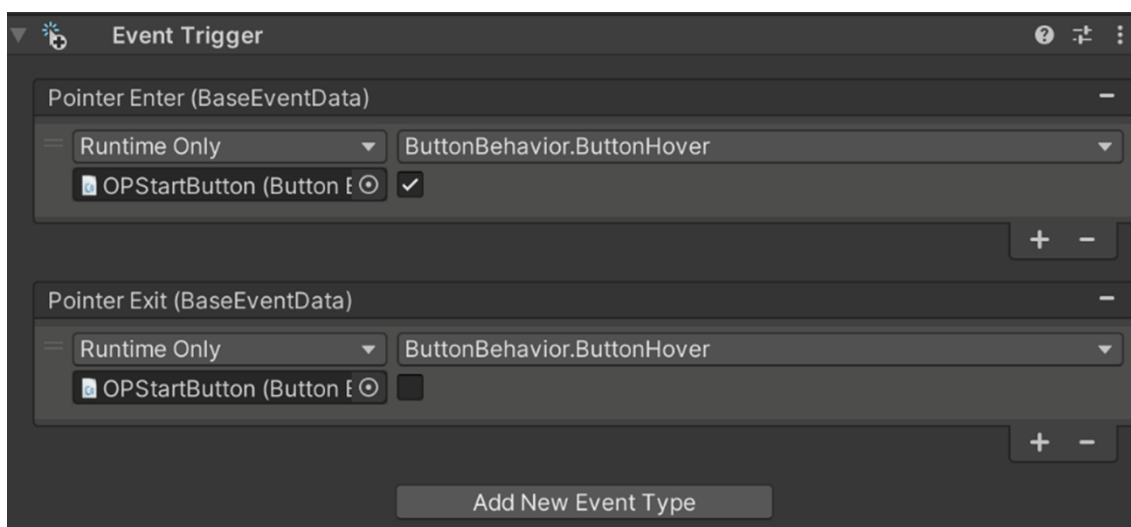 Event Trigger
Pointer Enter (BaseEventData)
Runtime Only ButtonBehavior.ButtonHover
OPStartButton (Button
Pointer Exit (BaseEventData)
Runtime Only ButtonBehavior.ButtonHover
OPStartButton (Button
Add New Event Type